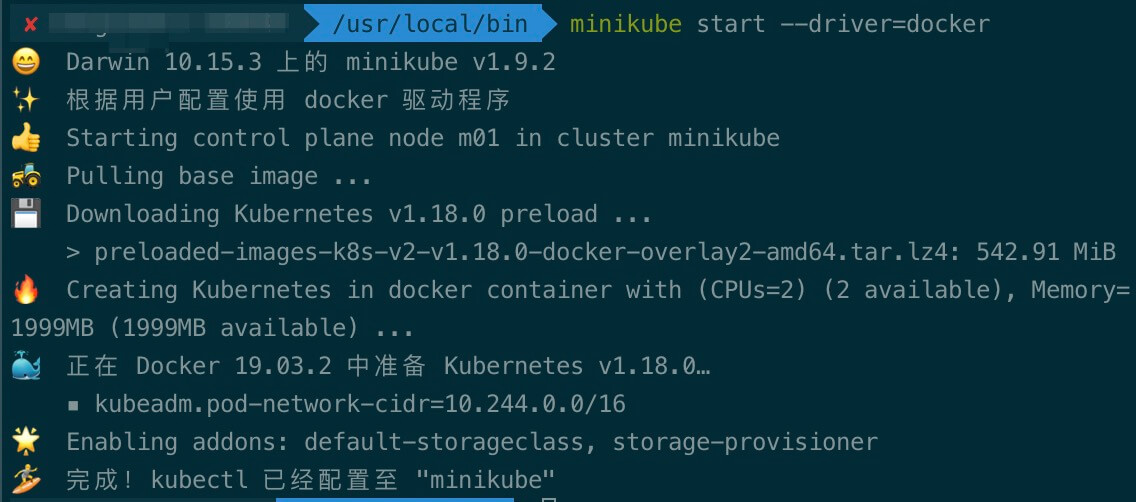 ✘ /usr/local/bin minikube start --driver=docker
😄 Darwin 10.15.3 上的 minikube v1.9.2
✨ 根据用户配置使用 docker 驱动程序
👍 Starting control plane node m01 in cluster minikube
🚜 Pulling base image ...
💾 Downloading Kubernetes v1.18.0 preload ...
> preloaded-images-k8s-v2-v1.18.0-docker-overlay2-amd64.tar.lz4: 542.91 MiB
🔥 Creating Kubernetes in docker container with (CPUs=2) (2 available), Memory=
1999MB (1999MB available) ...
🐳 正在 Docker 19.03.2 中准备 Kubernetes v1.18.0…
▪ kubeadm.pod-network-cidr=10.244.0.0/16
🌟 Enabling addons: default-storageclass, storage-provisioner
🏄 完成！kubectl 已经配置至 "minikube"